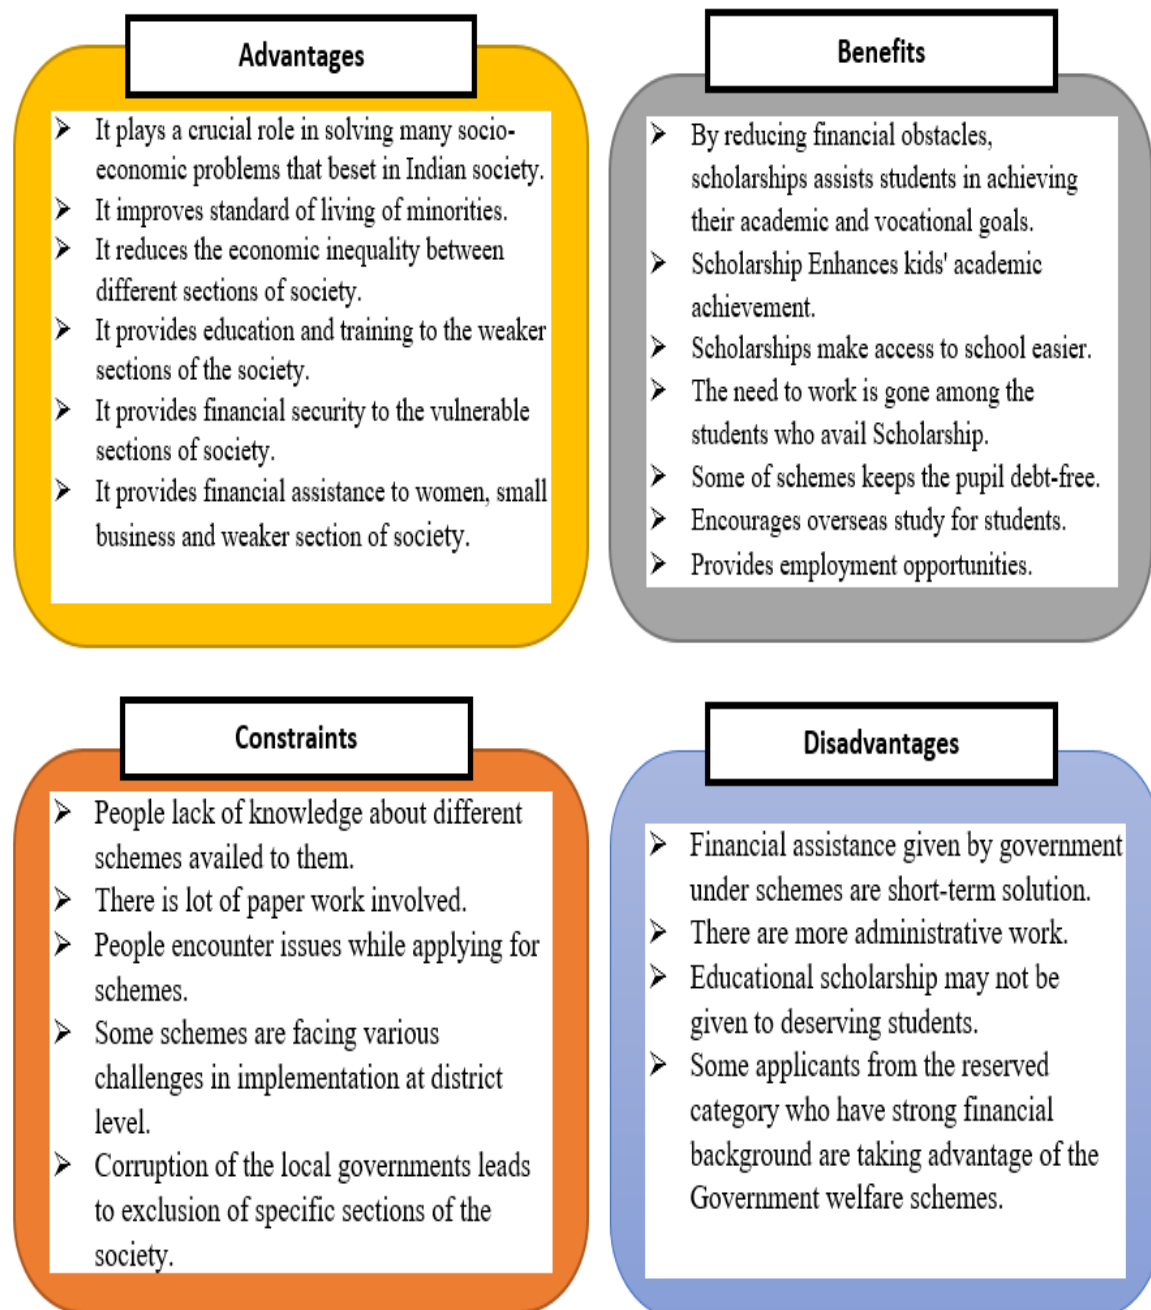 Advantages
➢ It plays a crucial role in solving many socio-
economic problems that beset in Indian society.
➢ It improves standard of living of minorities.
➢ It reduces the economic inequality between
different sections of society.
➢ It provides education and training to the weaker
sections of the society.
➢ It provides financial security to the vulnerable
sections of society.
➢ It provides financial assistance to women, small
business and weaker section of society.
Benefits
➢ By reducing financial obstacles,
scholarships assists students in achieving
their academic and vocational goals.
➢ Scholarship Enhances kids' academic
achievement.
➢ Scholarships make access to school easier.
➢ The need to work is gone among the
students who avail Scholarship.
➢ Some of schemes keeps the pupil debt-free.
➢ Encourages overseas study for students.
➢ Provides employment opportunities.
Constraints
➢ People lack of knowledge about different
schemes availed to them.
➢ There is lot of paper work involved.
➢ People encounter issues while applying for
schemes.
➢ Some schemes are facing various
challenges in implementation at district
level.
➢ Corruption of the local governments leads
to exclusion of specific sections of the
society.
Disadvantages
➢ Financial assistance given by government
under schemes are short-term solution.
➢ There are more administrative work.
➢ Educational scholarship may not be
given to deserving students.
➢ Some applicants from the reserved
category who have strong financial
background are taking advantage of the
Government welfare schemes.